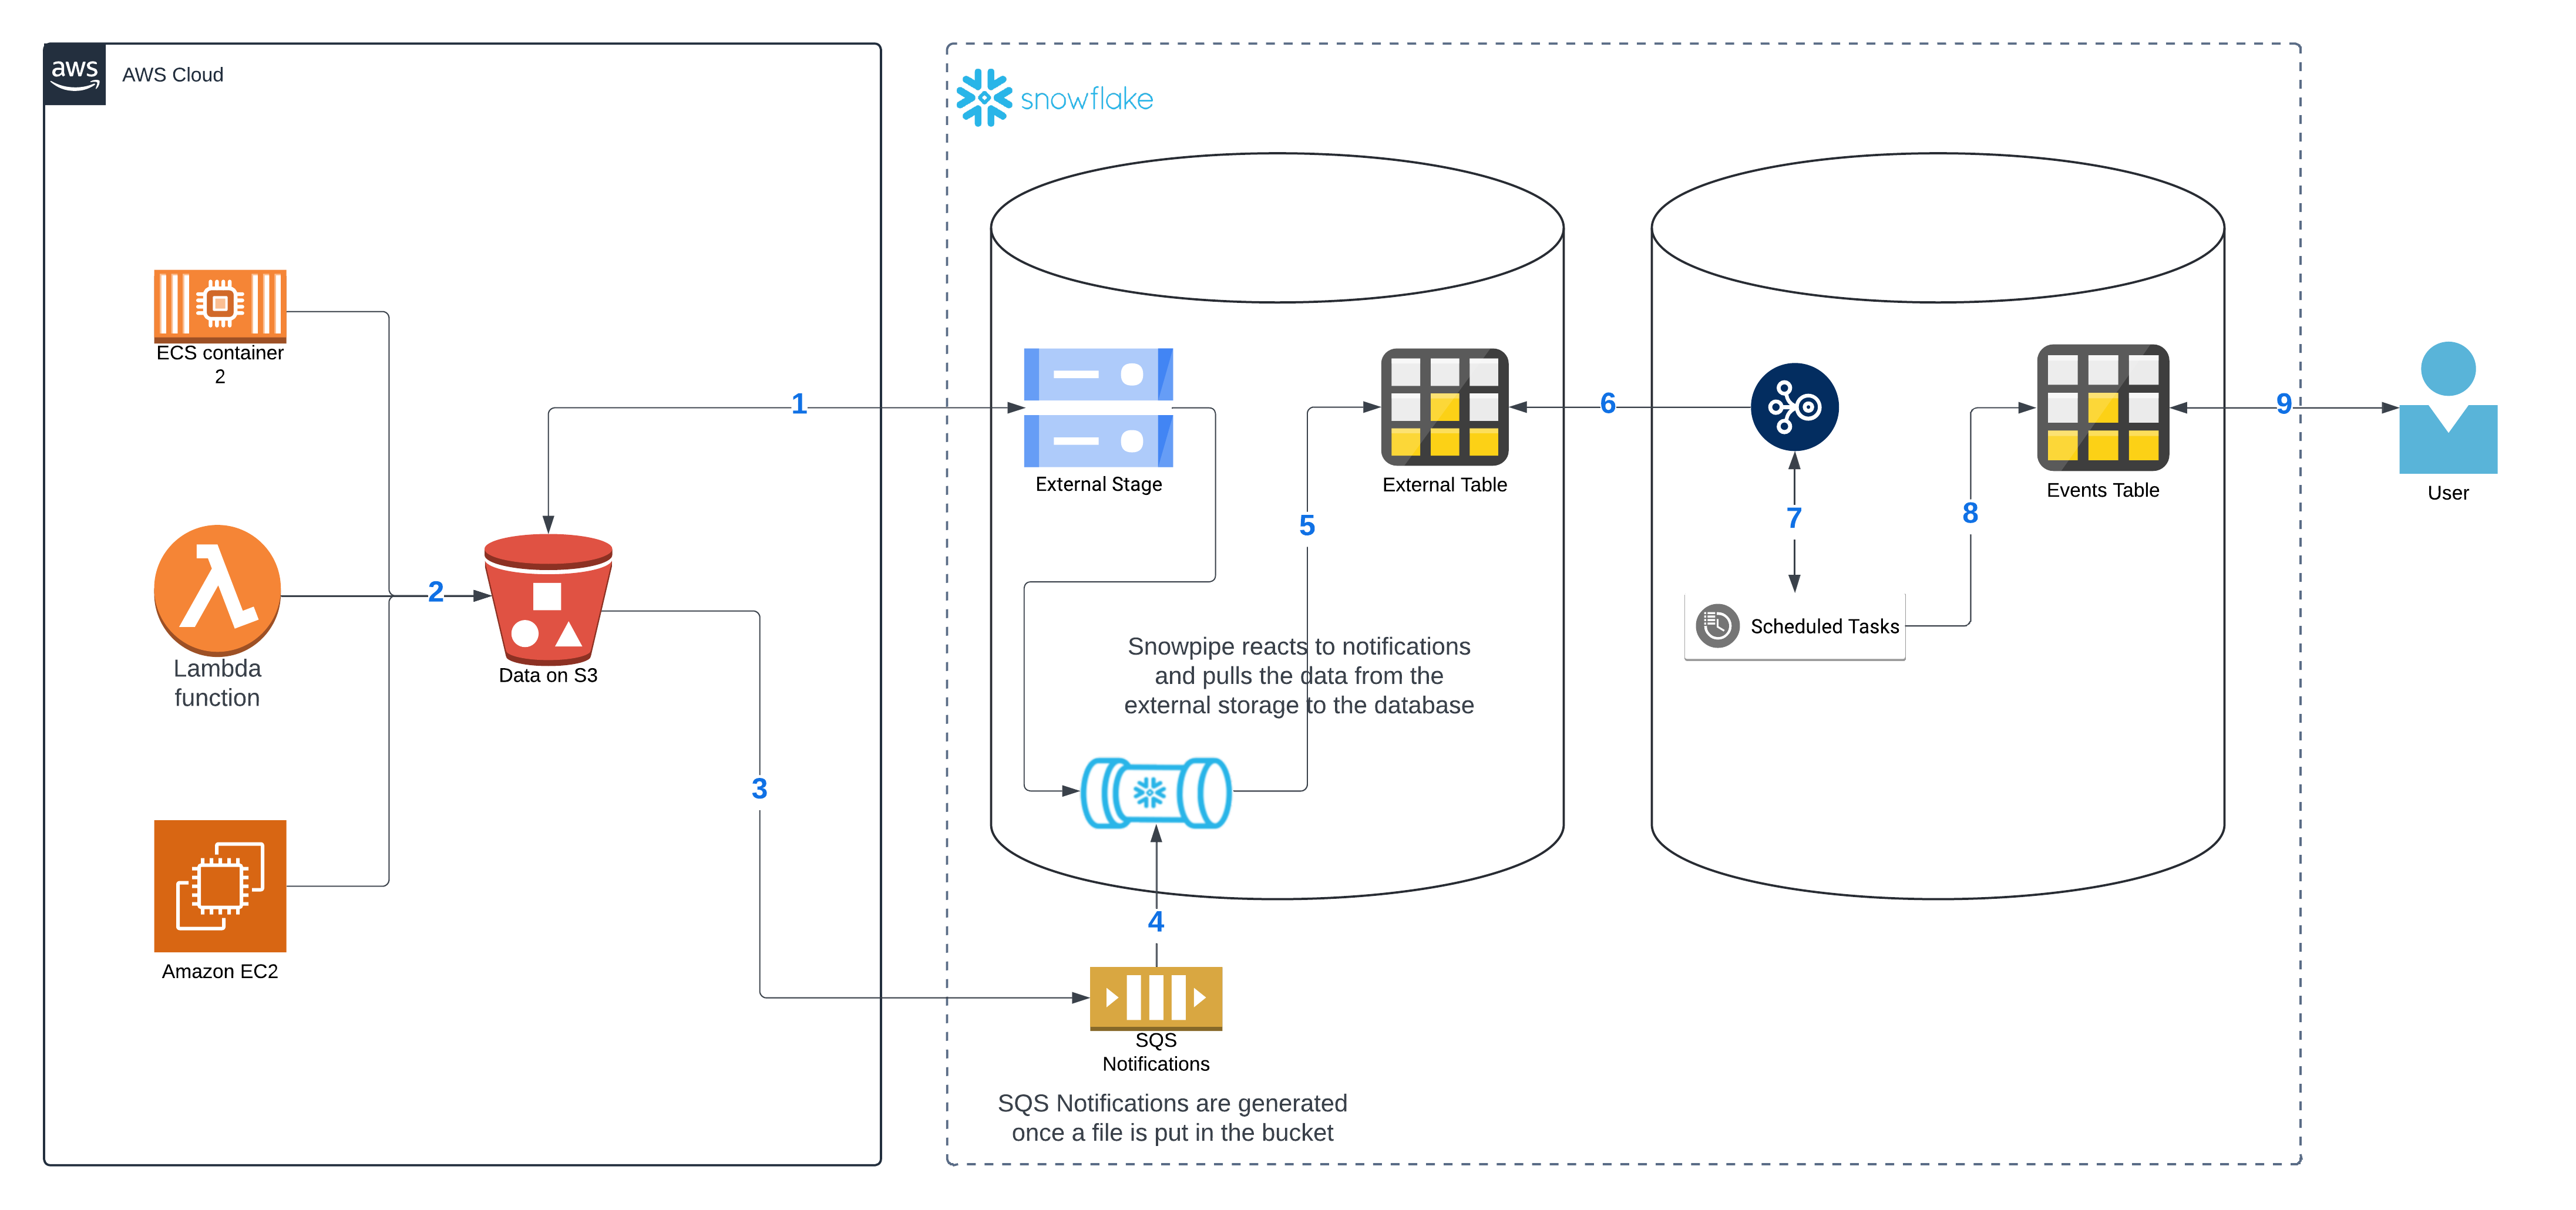 aws
AWS Cloud
snowflake
ECS container
2
1
External Stage
External Table
6
Events Table
9
User
5
7
8
2
Lambda
function
Data on S3
Scheduled Tasks
Snowpipe reacts to notifications
and pulls the data from the
external storage to the database
3
4
Amazon EC2
SQS
Notifications
SQS Notifications are generated
once a file is put in the bucket